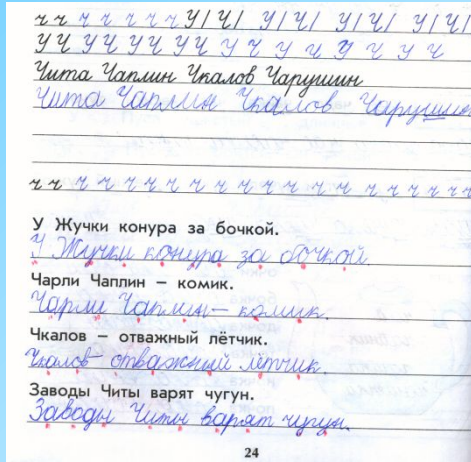 ч ч ч ч ч ч ч Ч/ Ч/ Ч/ Ч/ Ч/ Ч/ Ч/
Ч Ч Ч Ч Ч Ч Ч Ч Ч Ч Ч Ч Ч Ч Ч
Чита Чаплин Чкалов Чарушин
Чита Чаплин Чкалов Чарушин
ч ч ч ч ч ч ч ч ч ч ч ч ч ч ч ч ч ч ч ч
У Жучки конура за бочкой.
У Жучки конура за бочкой.
Чарли Чаплин – комик.
Чарли Чаплин – комик.
Чкалов – отважный лётчик.
Чкалов – отважный лётчик.
Заводы Читы варят чугун.
Заводы Читы варят чугун.
24